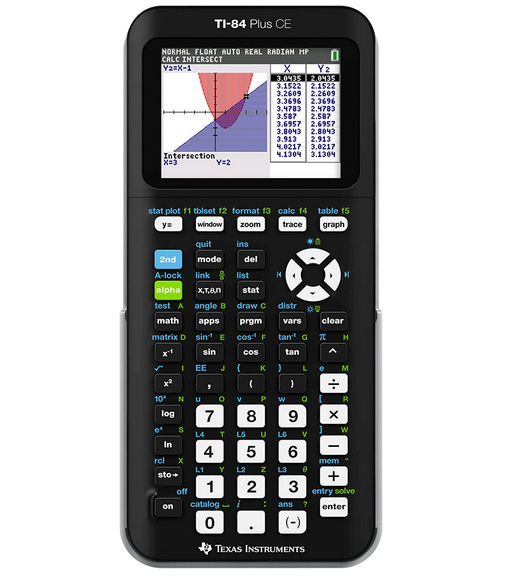 TI-84 Plus CE
NORMAL FLOAT AUTO REAL RADIAN MP
CALC INTERSECT
Y2=X-1
X Y2
3.0435 2.0435
3.1522 2.1522
3.2609 2.2609
3.3696 2.3696
3.4783 2.4783
3.587 2.587
3.6957 2.6957
3.8043 2.8043
3.913 2.913
4.0217 3.0217
4.1304 3.1304
Intersection
X=3 Y=2
stat plot f1 tblset f2 format f3 calc f4 table f5
y= window zoom trace graph
quit ins
2nd mode del
A-lock link list
alpha X,T,θ,n stat
test A angle B draw C distr
math apps prgm vars clear
matrix D sin⁻¹ E cos⁻¹ F tan⁻¹ G π H
x⁻¹ sin cos tan ^
√ I EE J { K } L e M
x² , ( ) ÷
10ˣ N u O v P w Q [ R
log 7 8 9 ×
eˣ S L4 T L5 U L6 V ] W
ln 4 5 6 −
rcl X L1 Y L2 Z L3 θ mem "
sto→ 1 2 3 +
off catalog ⎵ i : ans ? entry solve
on 0 . (-) enter
TEXAS INSTRUMENTS